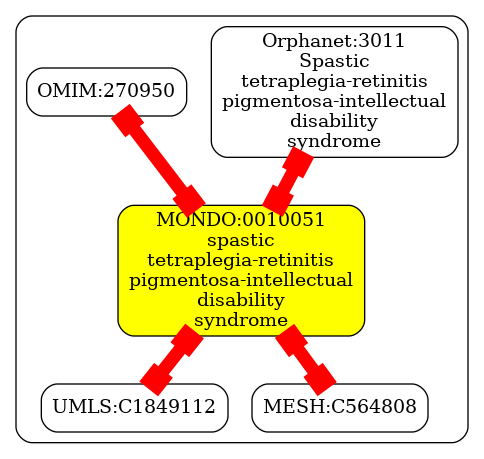 OMIM:270950
Orphanet:3011
Spastic
tetraplegia-retinitis
pigmentosa-intellectual
disability
syndrome
MONDO:0010051
spastic
tetraplegia-retinitis
pigmentosa-intellectual
disability
syndrome
UMLS:C1849112
MESH:C564808